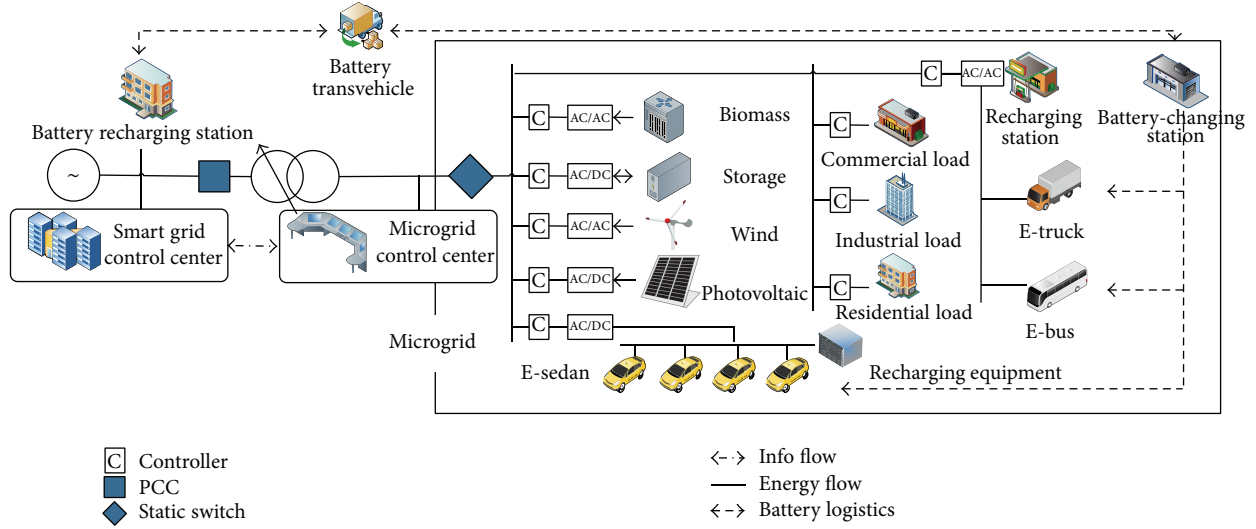 Battery
transvehicle
Battery recharging station
~
Smart grid
control center
Microgrid
control center
Microgrid
C AC/AC Biomass
C AC/DC Storage
C AC/AC Wind
C AC/DC Photovoltaic
C AC/DC
E-sedan
Recharging equipment
C
Commercial load
C
Industrial load
C
Residential load
C AC/AC
Recharging
station
Battery-changing
station
E-truck
E-bus
C Controller
PCC
Static switch
Info flow
Energy flow
Battery logistics